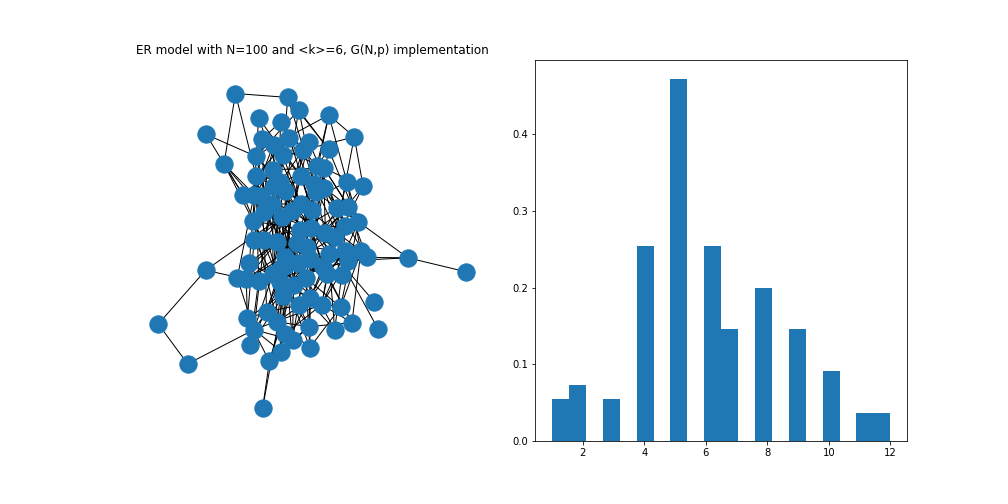 ER model with N=100 and <k>=6, G(N,p) implementation
0.4
0.3
0.2
0.1
0.0
2 4 6 8 10 12